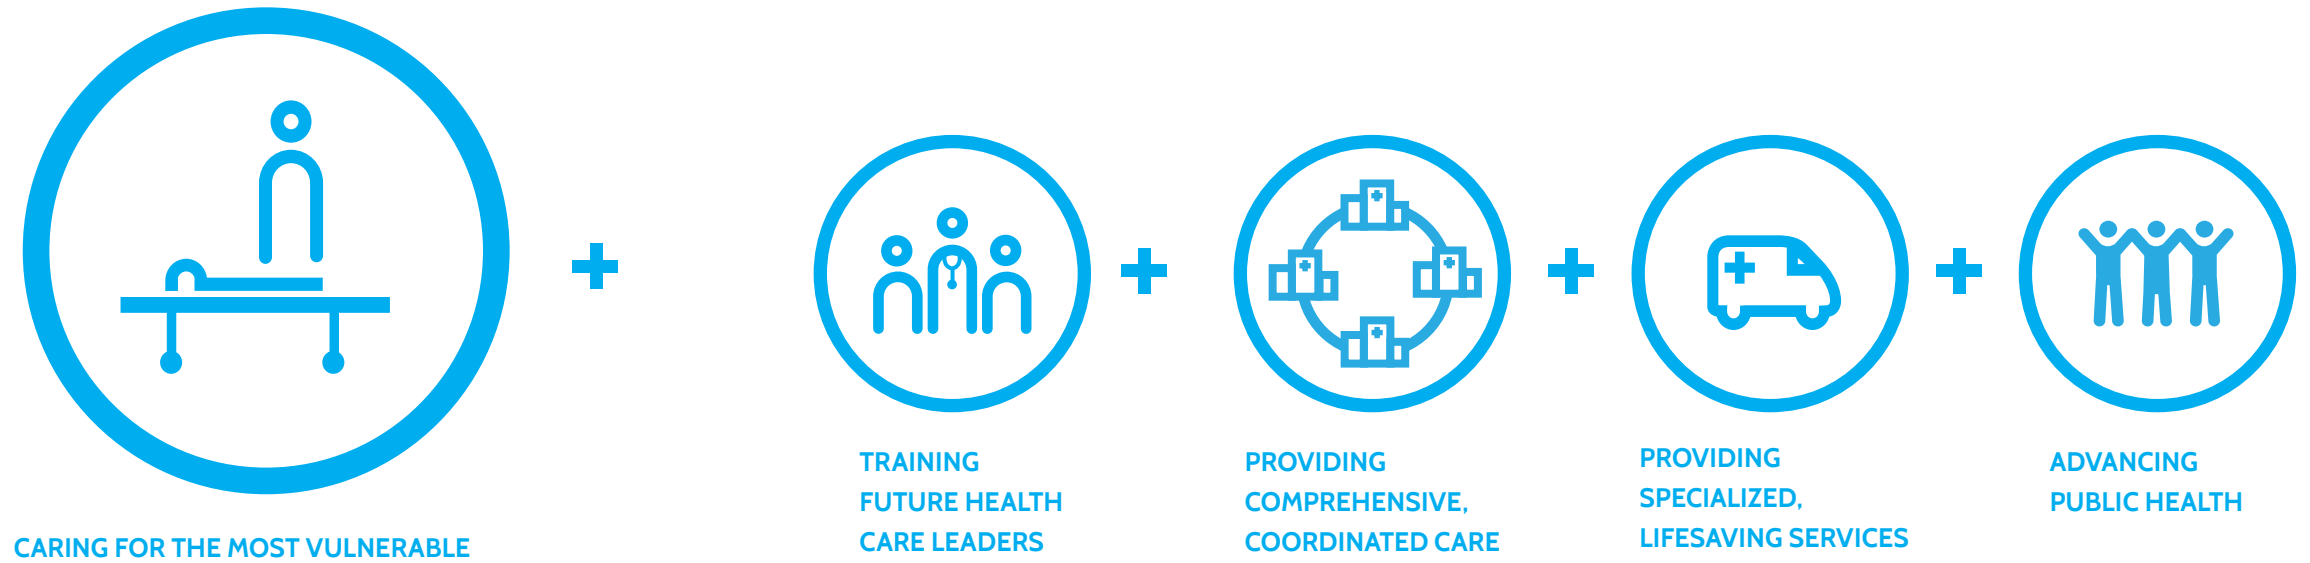 CARING FOR THE MOST VULNERABLE
TRAINING
FUTURE HEALTH
CARE LEADERS
PROVIDING
COMPREHENSIVE,
COORDINATED CARE
PROVIDING
SPECIALIZED,
LIFESAVING SERVICES
ADVANCING
PUBLIC HEALTH